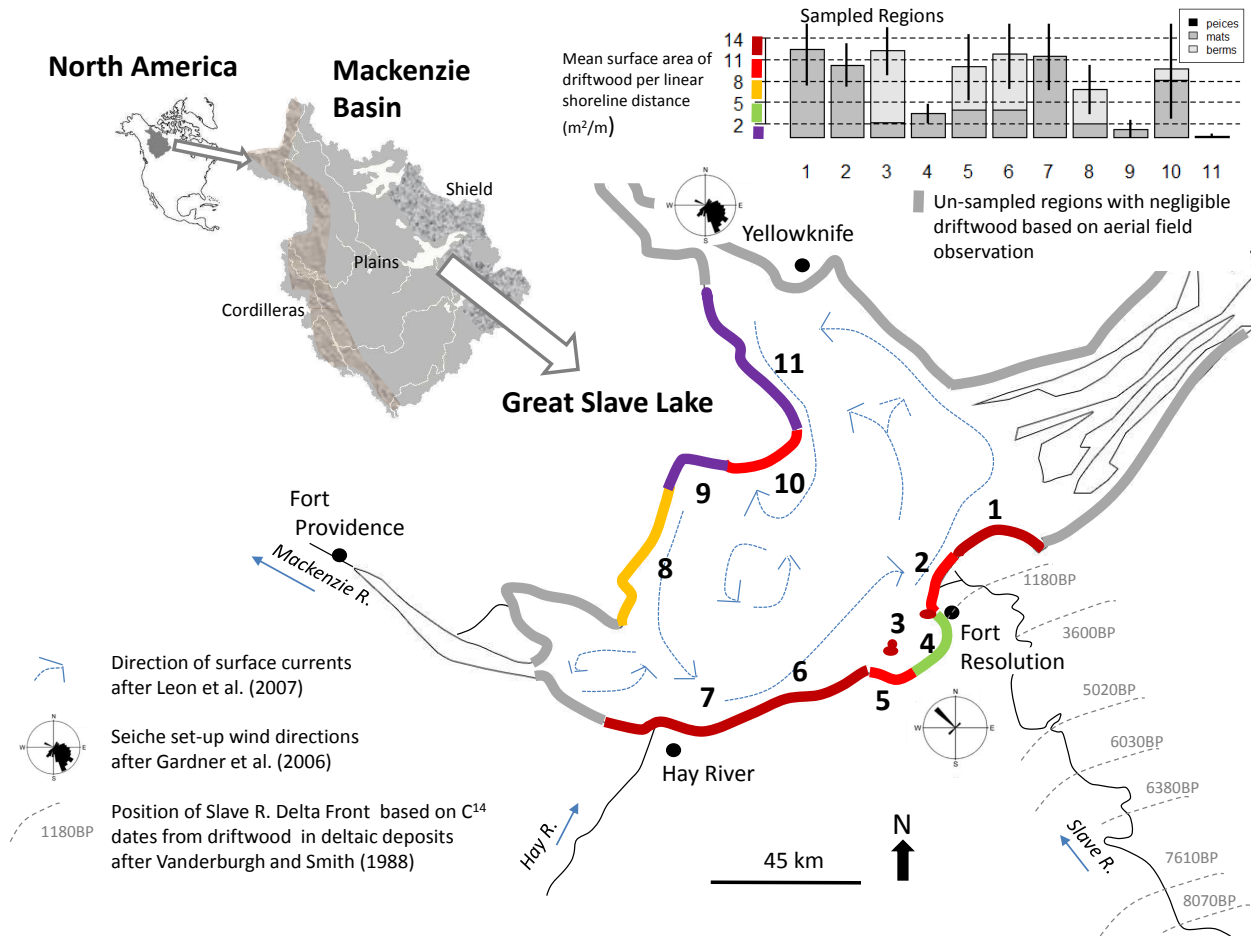 Sampled Regions
peices
mats
berms
Mean surface area of
driftwood per linear
shoreline distance
(m²/m)
14
11
8
5
2
1 2 3 4 5 6 7 8 9 10 11
Un-sampled regions with negligible
driftwood based on aerial field
observation
North America
Mackenzie
Basin
Shield
Plains
Cordilleras
Great Slave Lake
N
W E
S
Yellowknife
11
10
9
8
7
6
5
4
3
2
1
Fort
Providence
Mackenzie R.
Fort
Resolution
N
W E
S
Hay River
Hay R.
Slave R.
1180BP
3600BP
5020BP
6030BP
6380BP
7610BP
8070BP
Direction of surface currents
after Leon et al. (2007)
N
W E
S
Seiche set-up wind directions
after Gardner et al. (2006)
1180BP
Position of Slave R. Delta Front based on C¹⁴
dates from driftwood in deltaic deposits
after Vanderburgh and Smith (1988)
45 km
N